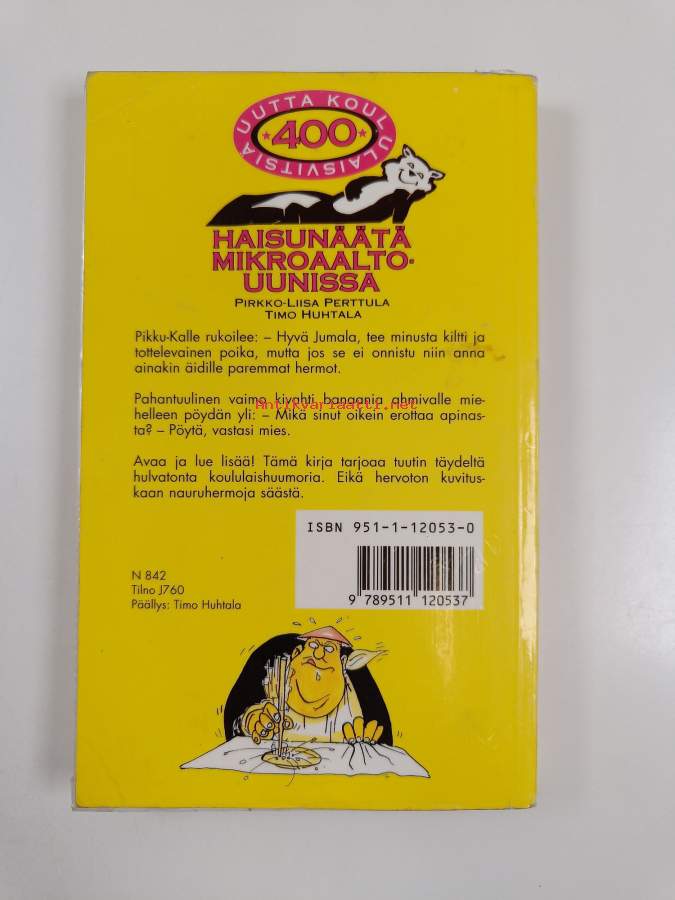 UUTTA KOUL
★400★
ULAISVITSIA
HAISUNÄÄTÄ
MIKROAALTO-
UUNISSA
PIRKKO-LIISA PERTTULA
TIMO HUHTALA
Pikku-Kalle rukoilee: – Hyvä Jumala, tee minusta kiltti ja
tottelevainen poika, mutta jos se ei onnistu niin anna
ainakin äidille paremmat hermot.
Pahantuulinen vaimo kivahti banaania ahmivalle mie-
Antikvariaatti.net
helleen pöydän yli: – Mikä sinut oikein erottaa apinas-
ta? – Pöytä, vastasi mies.
Avaa ja lue lisää! Tämä kirja tarjoaa tuutin täydeltä
hulvatonta koululaishuumoria. Eikä hervoton kuvitus-
kaan nauruhermoja säästä.
ISBN 951-1-12053-0
9 789511 120537
N 842
Tilno J760
Päällys: Timo Huhtala